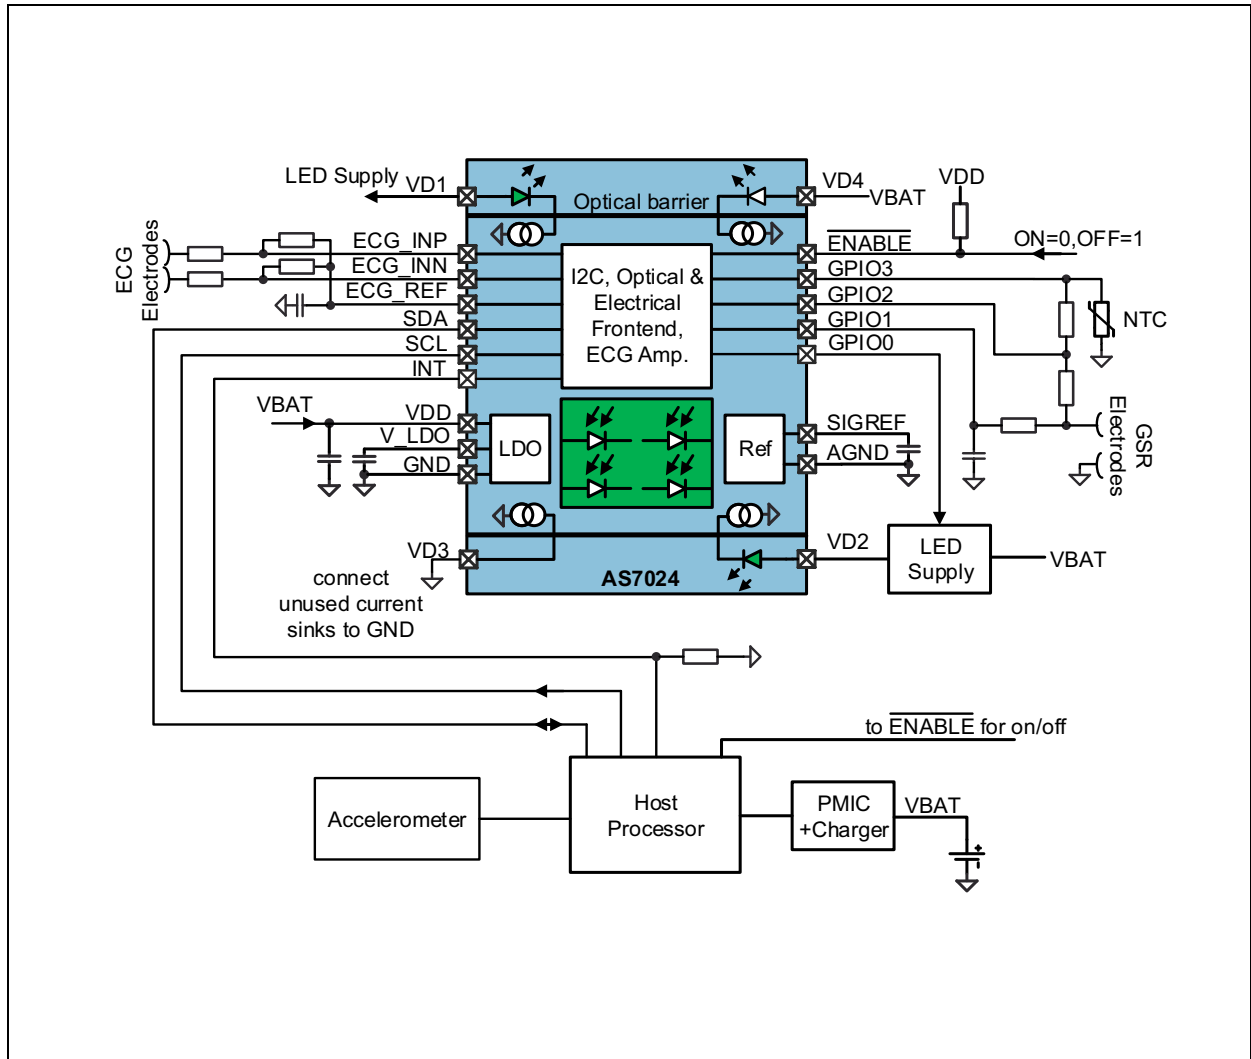 LED Supply
VD1
Optical barrier
VD4
VBAT
VDD
ECG
Electrodes
ECG_INP
ECG_INN
ECG_REF
SDA
SCL
INT
I2C, Optical &
Electrical
Frontend,
ECG Amp.
ENABLE
ON=0,OFF=1
GPIO3
GPIO2
GPIO1
GPIO0
NTC
VBAT
VDD
V_LDO
GND
LDO
Ref
SIGREF
AGND
GSR
Electrodes
VD3
AS7024
VD2
LED
Supply
VBAT
connect
unused current
sinks to GND
to ENABLE for on/off
Accelerometer
Host
Processor
PMIC
+Charger
VBAT
+
-